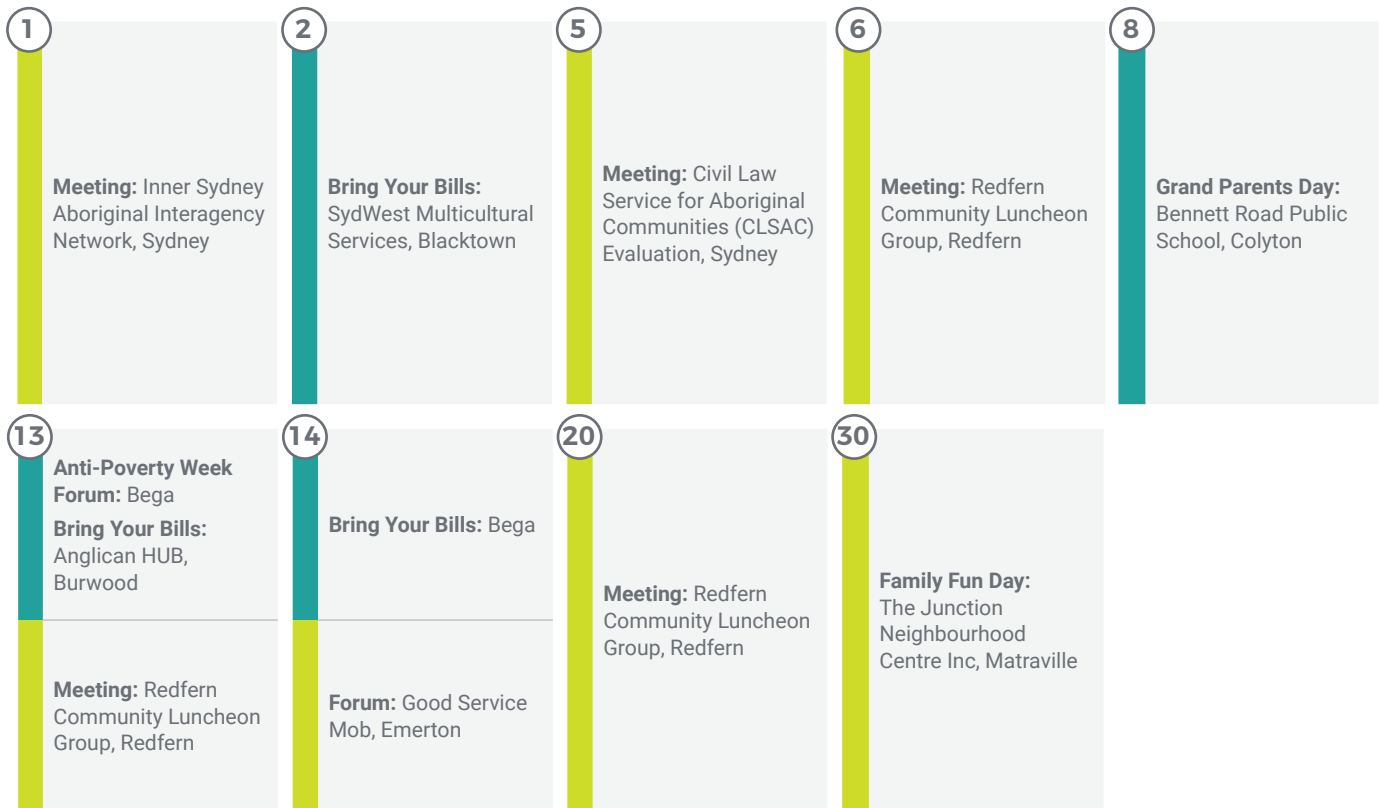 1
Meeting: Inner Sydney
Aboriginal Interagency
Network, Sydney
2
Bring Your Bills:
SydWest Multicultural
Services, Blacktown
5
Meeting: Civil Law
Service for Aboriginal
Communities (CLSAC)
Evaluation, Sydney
6
Meeting: Redfern
Community Luncheon
Group, Redfern
8
Grand Parents Day:
Bennett Road Public
School, Colyton
13
Anti-Poverty Week
Forum: Bega
Bring Your Bills:
Anglican HUB,
Burwood
Meeting: Redfern
Community Luncheon
Group, Redfern
14
Bring Your Bills: Bega
Forum: Good Service
Mob, Emerton
20
Meeting: Redfern
Community Luncheon
Group, Redfern
30
Family Fun Day:
The Junction
Neighbourhood
Centre Inc, Matraville